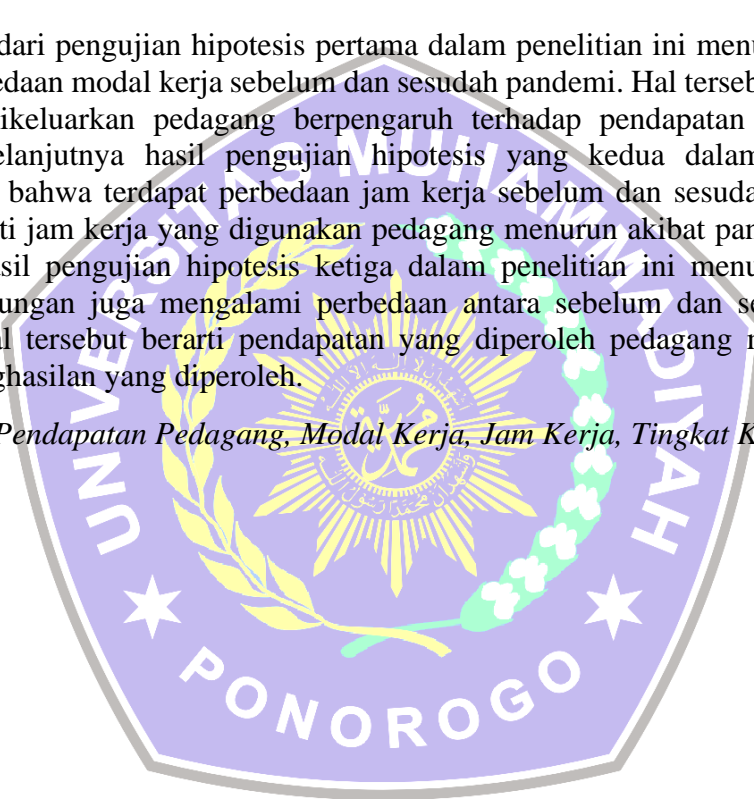 dari pengujian hipotesis pertama dalam penelitian ini menu
edaan modal kerja sebelum dan sesudah pandemi. Hal terseb
ikeluarkan pedagang berpengaruh terhadap pendapatan
elanjutnya hasil pengujian hipotesis yang kedua dalam
bahwa terdapat perbedaan jam kerja sebelum dan sesuda
ti jam kerja yang digunakan pedagang menurun akibat pan
asil pengujian hipotesis ketiga dalam penelitian ini menu
ungan juga mengalami perbedaan antara sebelum dan se
al tersebut berarti pendapatan yang diperoleh pedagang
ghasilan yang diperoleh.
Pendapatan Pedagang, Modal Kerja, Jam Kerja, Tingkat K
UNIVERSITAS MUHAMMADIYAH
PONOROGO